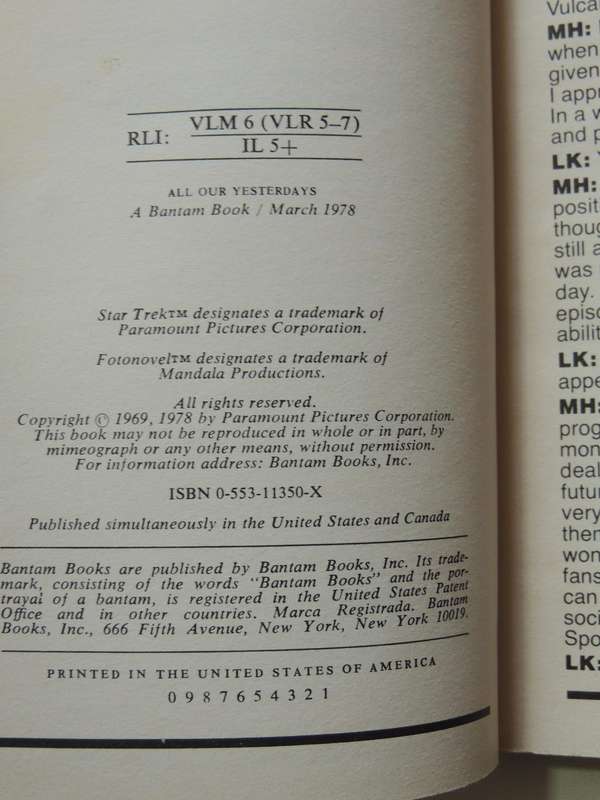 RLI: VLM 6 (VLR 5–7)
IL 5+
ALL OUR YESTERDAYS
A Bantam Book / March 1978
Star Trek™ designates a trademark of
Paramount Pictures Corporation.
Fotonovel™ designates a trademark of
Mandala Productions.
All rights reserved.
Copyright © 1969, 1978 by Paramount Pictures Corporation.
This book may not be reproduced in whole or in part, by
mimeograph or any other means, without permission.
For information address: Bantam Books, Inc.
ISBN 0-553-11350-X
Published simultaneously in the United States and Canada
Bantam Books are published by Bantam Books, Inc. Its trade-
mark, consisting of the words "Bantam Books" and the por-
trayal of a bantam, is registered in the United States Patent
Office and in other countries. Marca Registrada. Bantam
Books, Inc., 666 Fifth Avenue, New York, New York 10019.
PRINTED IN THE UNITED STATES OF AMERICA
0 9 8 7 6 5 4 3 2 1
MH:
when
given
I
In a
and
LK:
MH:
still
was
day.
LK:
MH:
very
fans
can
LK: